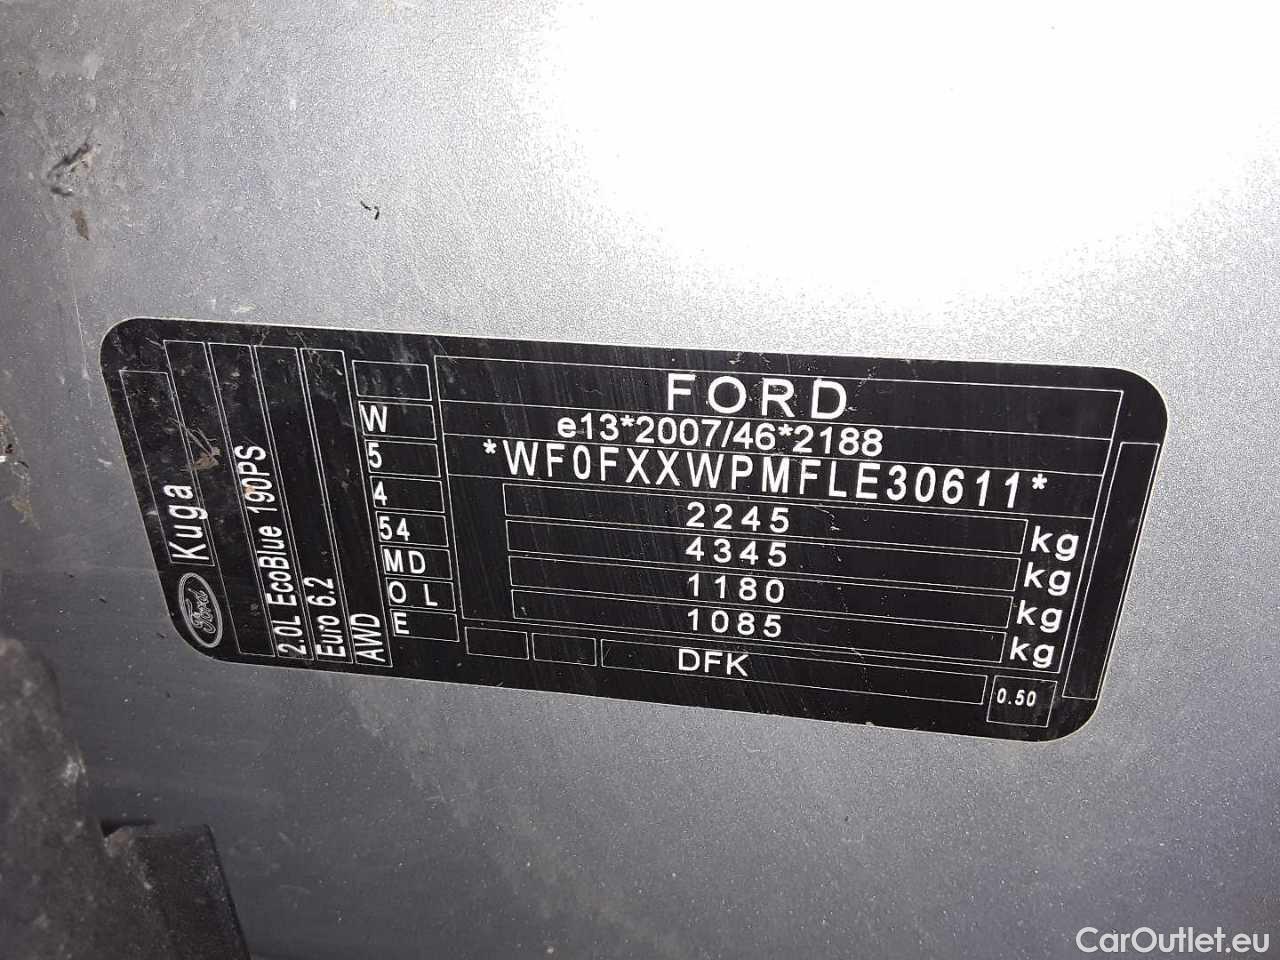 FORD
e13*2007/46*2188
*WF0FXXWPMFLE30611*
2245 kg
4345 kg
1180 kg
1085 kg
DFK
0.50
W
5
4
54
MD
O L
E
Ford
Kuga
2.0L EcoBlue 190PS
Euro 6.2
AWD
CarOutlet.eu